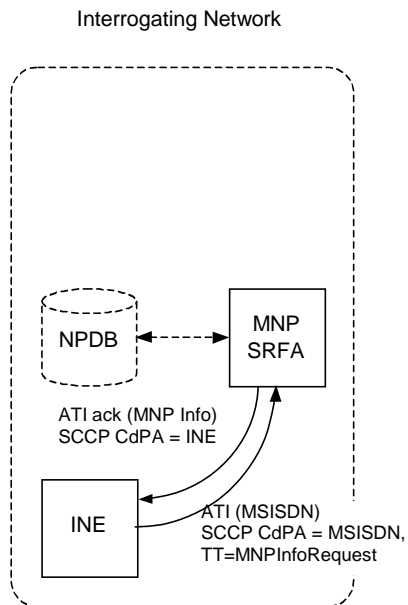 Interrogating Network
NPDB
MNP
SRFA
ATI ack (MNP Info)
SCCP CdPA = INE
INE
ATI (MSISDN)
SCCP CdPA = MSISDN,
TT=MNPInfoRequest